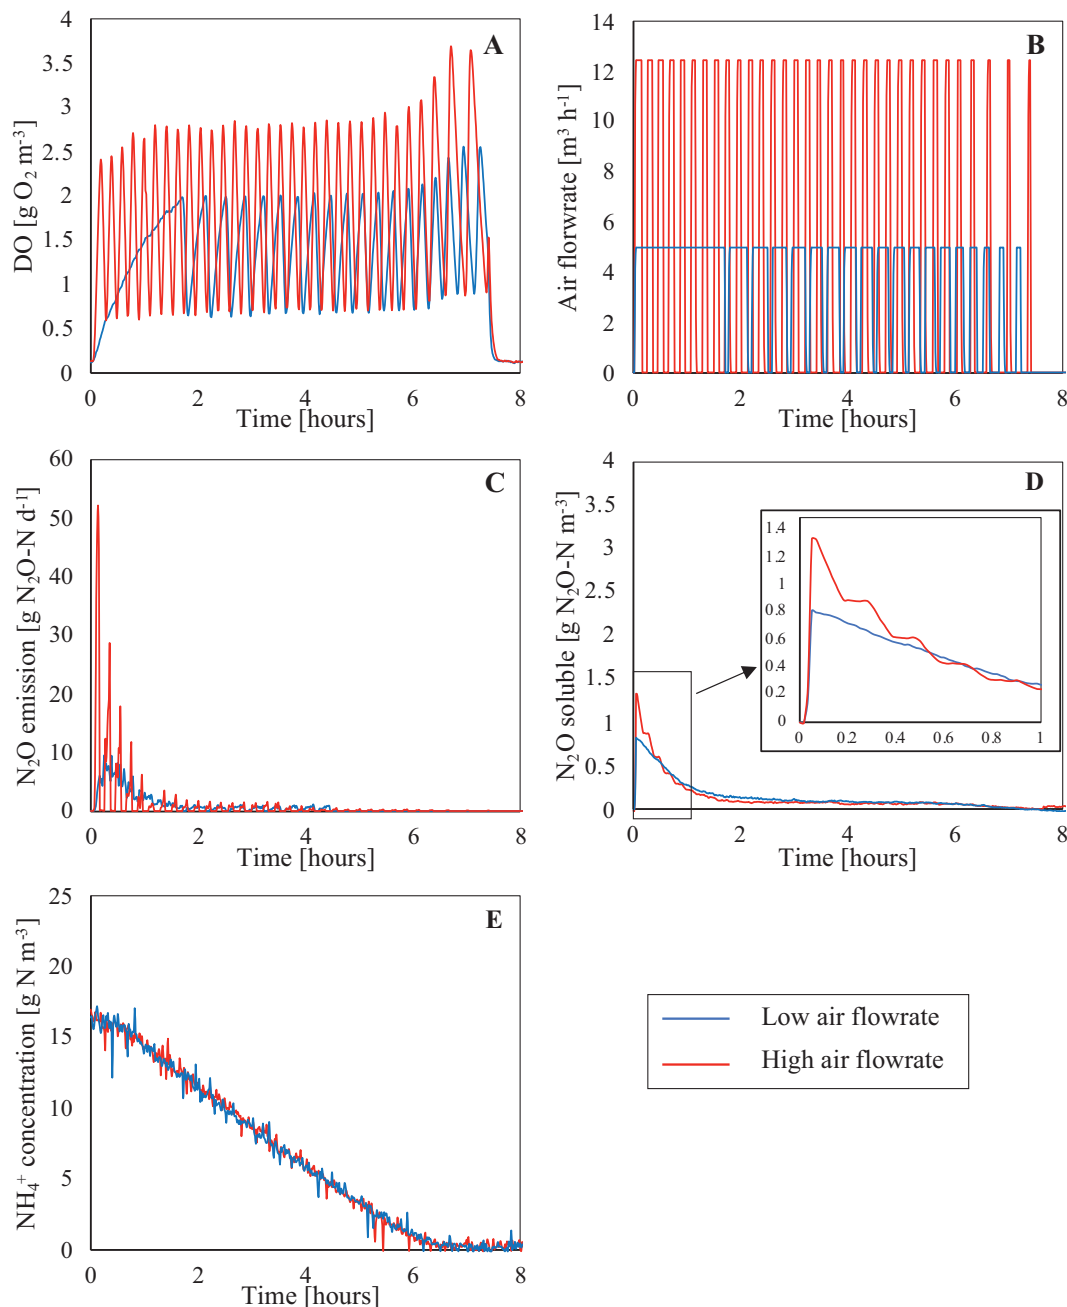 A
DO [g O₂ m⁻³]
4
3.5
3
2.5
2
1.5
1
0.5
0
0 2 4 6 8
Time [hours]
B
Air florwrate [m³ h⁻¹]
14
12
10
8
6
4
2
0
0 2 4 6 8
Time [hours]
C
N₂O emission [g N₂O-N d⁻¹]
60
50
40
30
20
10
0
0 2 4 6 8
Time [hours]
D
N₂O soluble [g N₂O-N m⁻³]
4
3.5
3
2.5
2
1.5
1
0.5
0
0 2 4 6 8
Time [hours]
1.4
1.2
1
0.8
0.6
0.4
0.2
0
0 0.2 0.4 0.6 0.8 1
E
NH₄⁺ concentration [g N m⁻³]
25
20
15
10
5
0
0 2 4 6 8
Time [hours]
Low air flowrate
High air flowrate